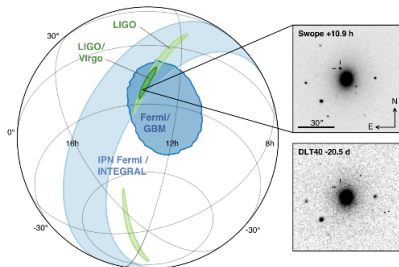 LIGO
LIGO/
Virgo
Fermi/
GBM
IPN Fermi /
INTEGRAL
30°
0°
-30°
-30°
16h
12h
8h
Swope +10.9 h
30"
N
E
DLT40 -20.5 d